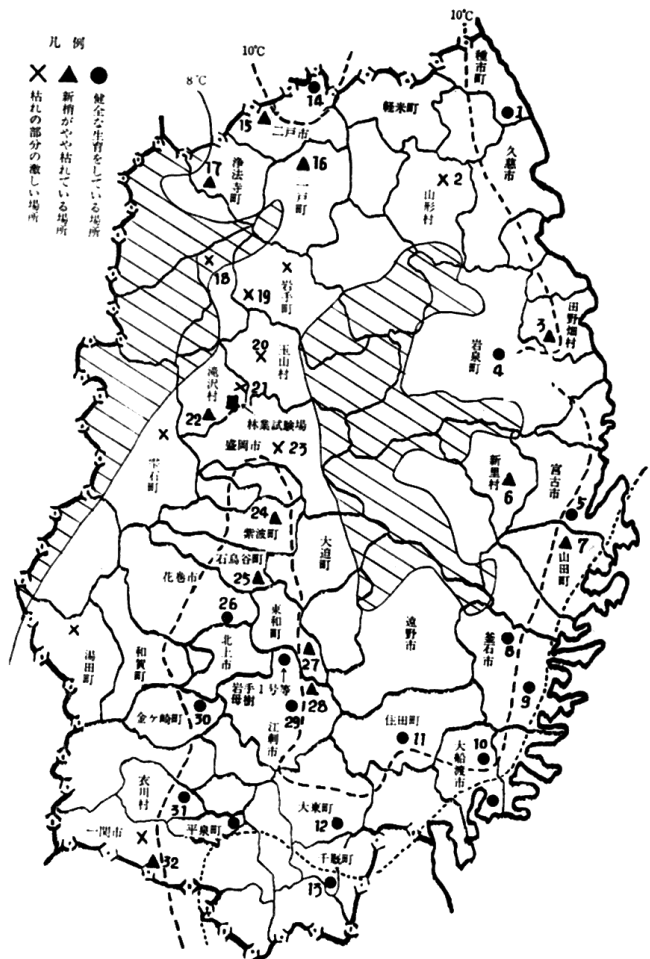 凡例
● 健全な生育をしている場所
▲ 新梢がやや枯れている場所
× 枯れの部分の激しい場所
10℃
10℃
8℃
種市町
1
14
軽米町
久慈市
15
二戸市
16
一戸町
17
浄法寺町
2
山形村
18
19
岩手町
3
田野畑村
岩泉町
4
20
玉山村
滝沢村
21
22
林業試験場
盛岡市
23
雫石町
新里村
6
宮古市
5
24
紫波町
7
山田町
石鳥谷町
25
大迫町
花巻市
26
東和町
遠野市
釜石市
8
湯田町
和賀町
北上市
27
岩手1号等
母樹
28
9
金ヶ崎町
30
29
江刺市
住田町
11
10
大船渡市
衣川村
31
大東町
12
一関市
平泉町
32
千厩町
13